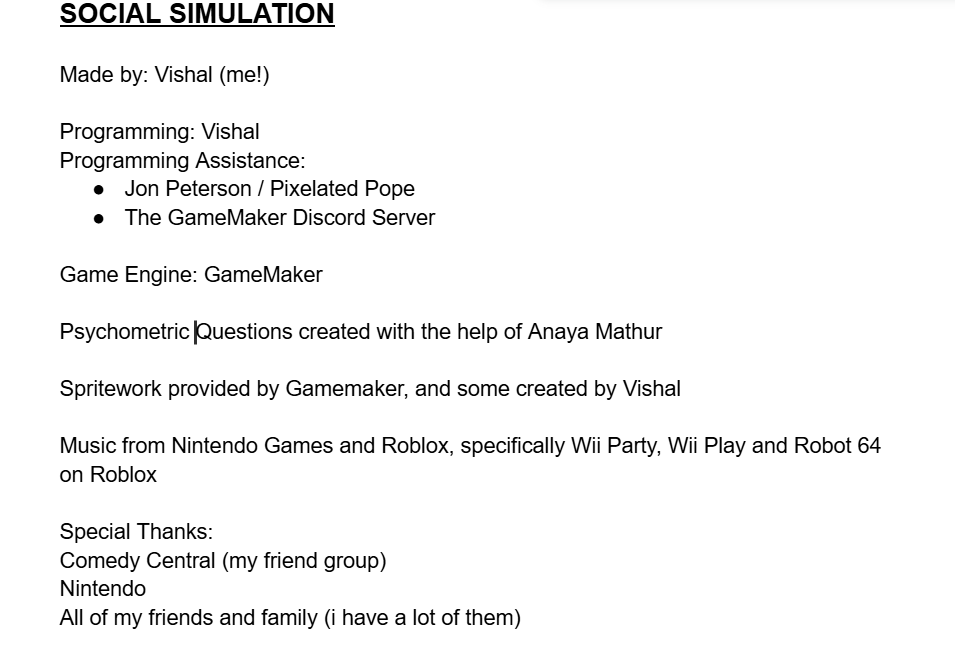 SOCIAL SIMULATION
Made by: Vishal (me!)
Programming: Vishal
Programming Assistance:
● Jon Peterson / Pixelated Pope
● The GameMaker Discord Server
Game Engine: GameMaker
Psychometric Questions created with the help of Anaya Mathur
Spritework provided by Gamemaker, and some created by Vishal
Music from Nintendo Games and Roblox, specifically Wii Party, Wii Play and Robot 64
on Roblox
Special Thanks:
Comedy Central (my friend group)
Nintendo
All of my friends and family (i have a lot of them)